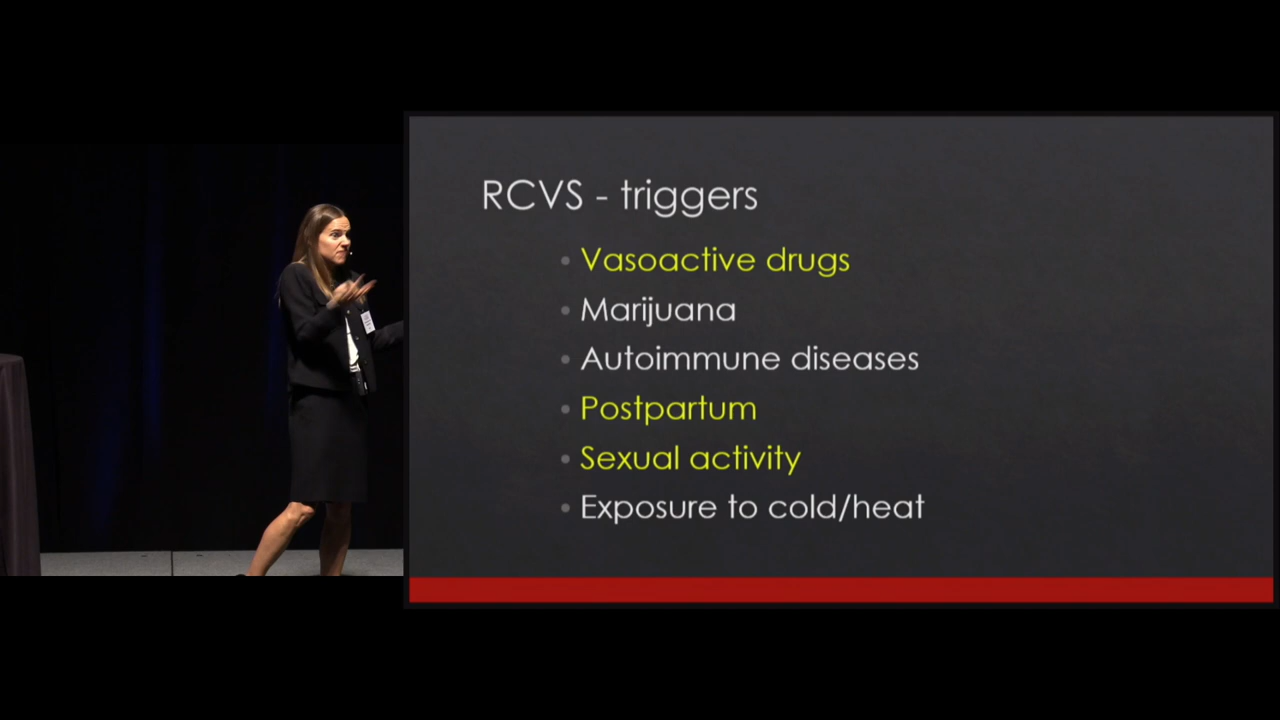 RCVS - triggers
Vasoactive drugs
Marijuana
Autoimmune diseases
Postpartum
Sexual activity
Exposure to cold/heat